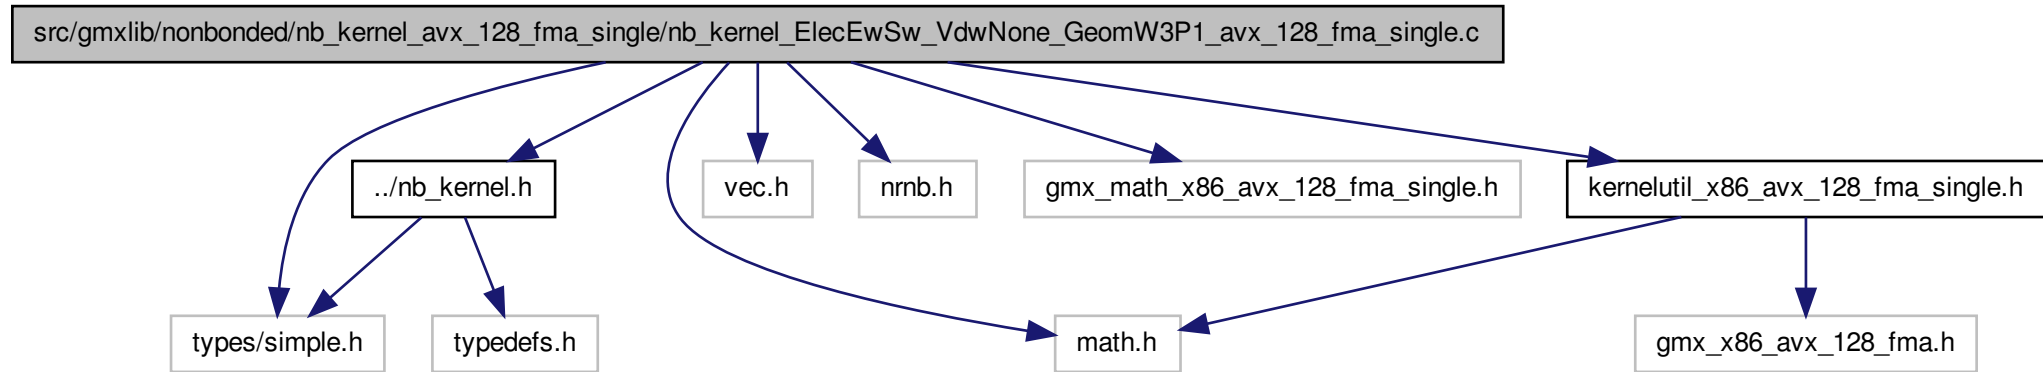 src/gmxlib/nonbonded/nb_kernel_avx_128_fma_single/nb_kernel_ElecEwSw_VdwNone_GeomW3P1_avx_128_fma_single.c
../nb_kernel.h
vec.h
nrnb.h
gmx_math_x86_avx_128_fma_single.h
kernelutil_x86_avx_128_fma_single.h
types/simple.h
typedefs.h
math.h
gmx_x86_avx_128_fma.h